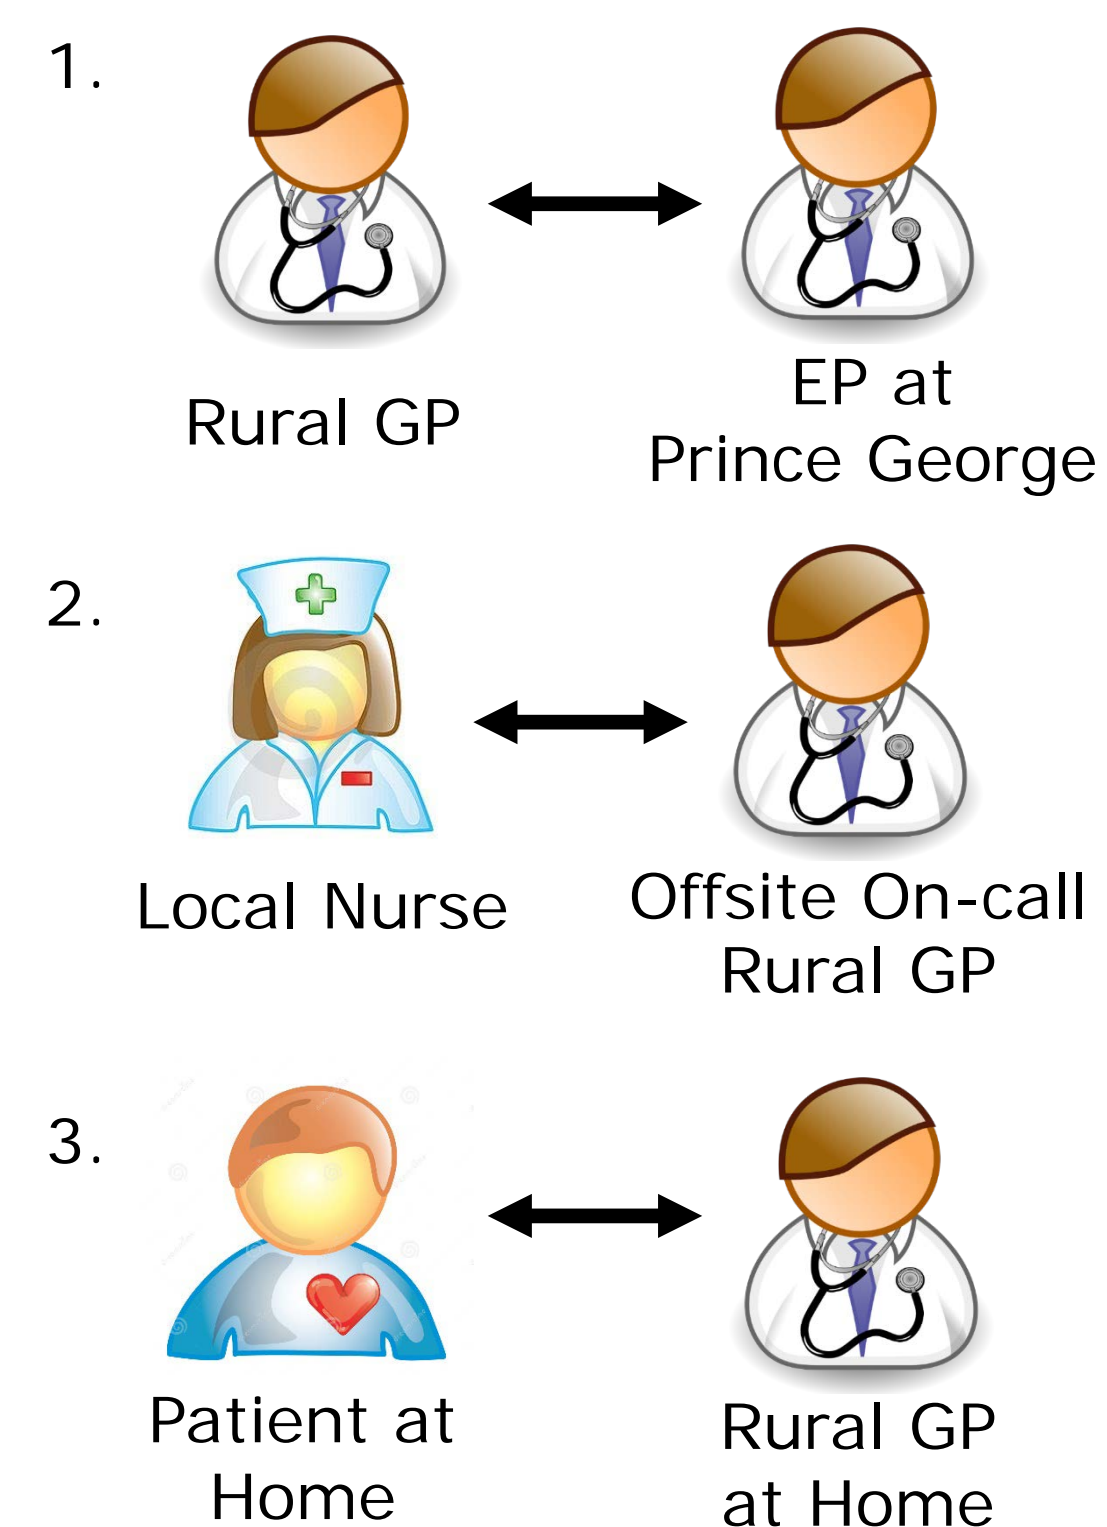 1.
Rural GP
EP at
Prince George
2.
Local Nurse
Offsite On-call
Rural GP
3.
Patient at
Home
Rural GP
at Home